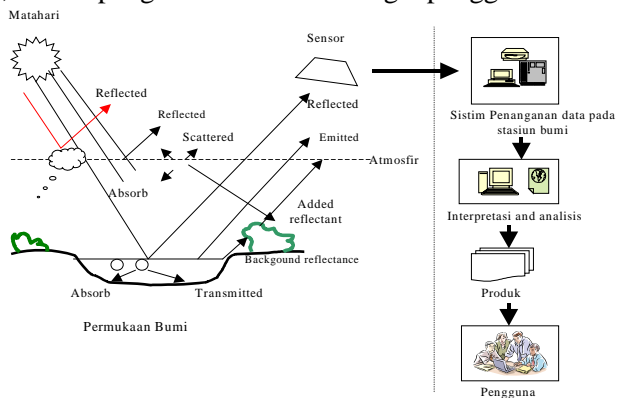 Matahari
Sensor
Reflected
Reflected
Reflected
Scattered
Emitted
Atmosfir
Absorb
Added
reflectant
Backgound reflectance
Absorb
Transmitted
Permukaan Bumi
Sistim Penanganan data pada
stasiun bumi
Interpretasi and analisis
Produk
Pengguna